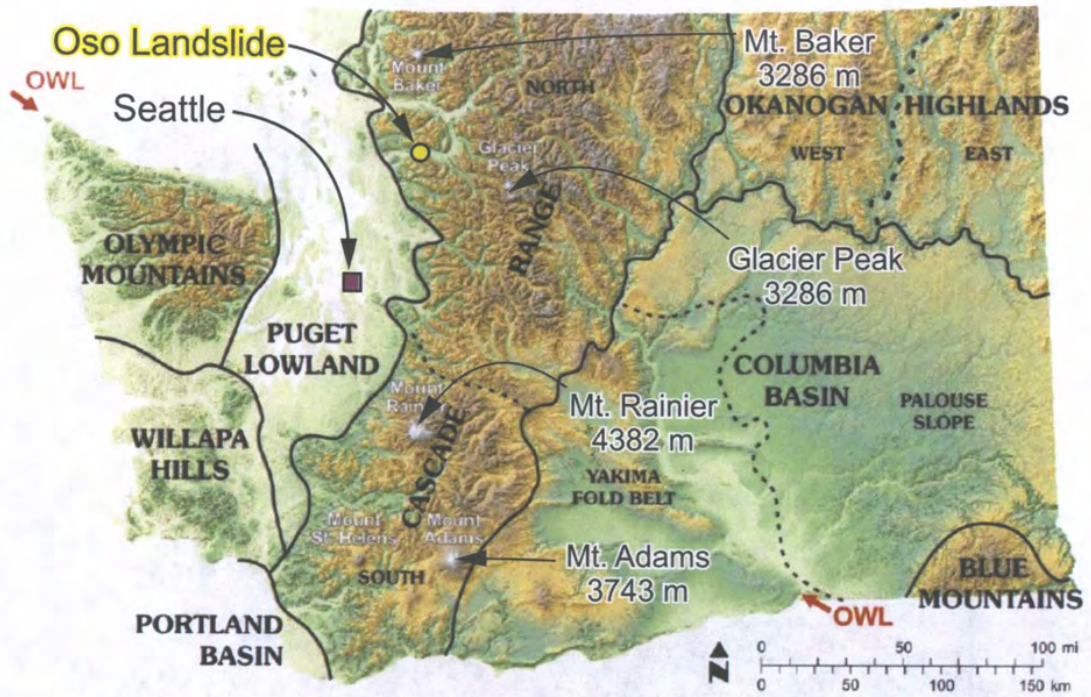 Oso Landslide
OWL
Seattle
Mount
Baker
NORTH
Mt. Baker
3286 m
OKANOGAN
HIGHLANDS
WEST
EAST
Glacier
Peak
OLYMPIC
MOUNTAINS
RANGE
Glacier Peak
3286 m
PUGET
LOWLAND
COLUMBIA
BASIN
PALOUSE
SLOPE
Mount
Rainier
Mt. Rainier
4382 m
WILLAPA
HILLS
CASCADE
YAKIMA
FOLD BELT
Mount
St. Helens
Mount
Adams
SOUTH
Mt. Adams
3743 m
BLUE
MOUNTAINS
OWL
PORTLAND
BASIN
N
0 50 100 mi
0 50 100 150 km